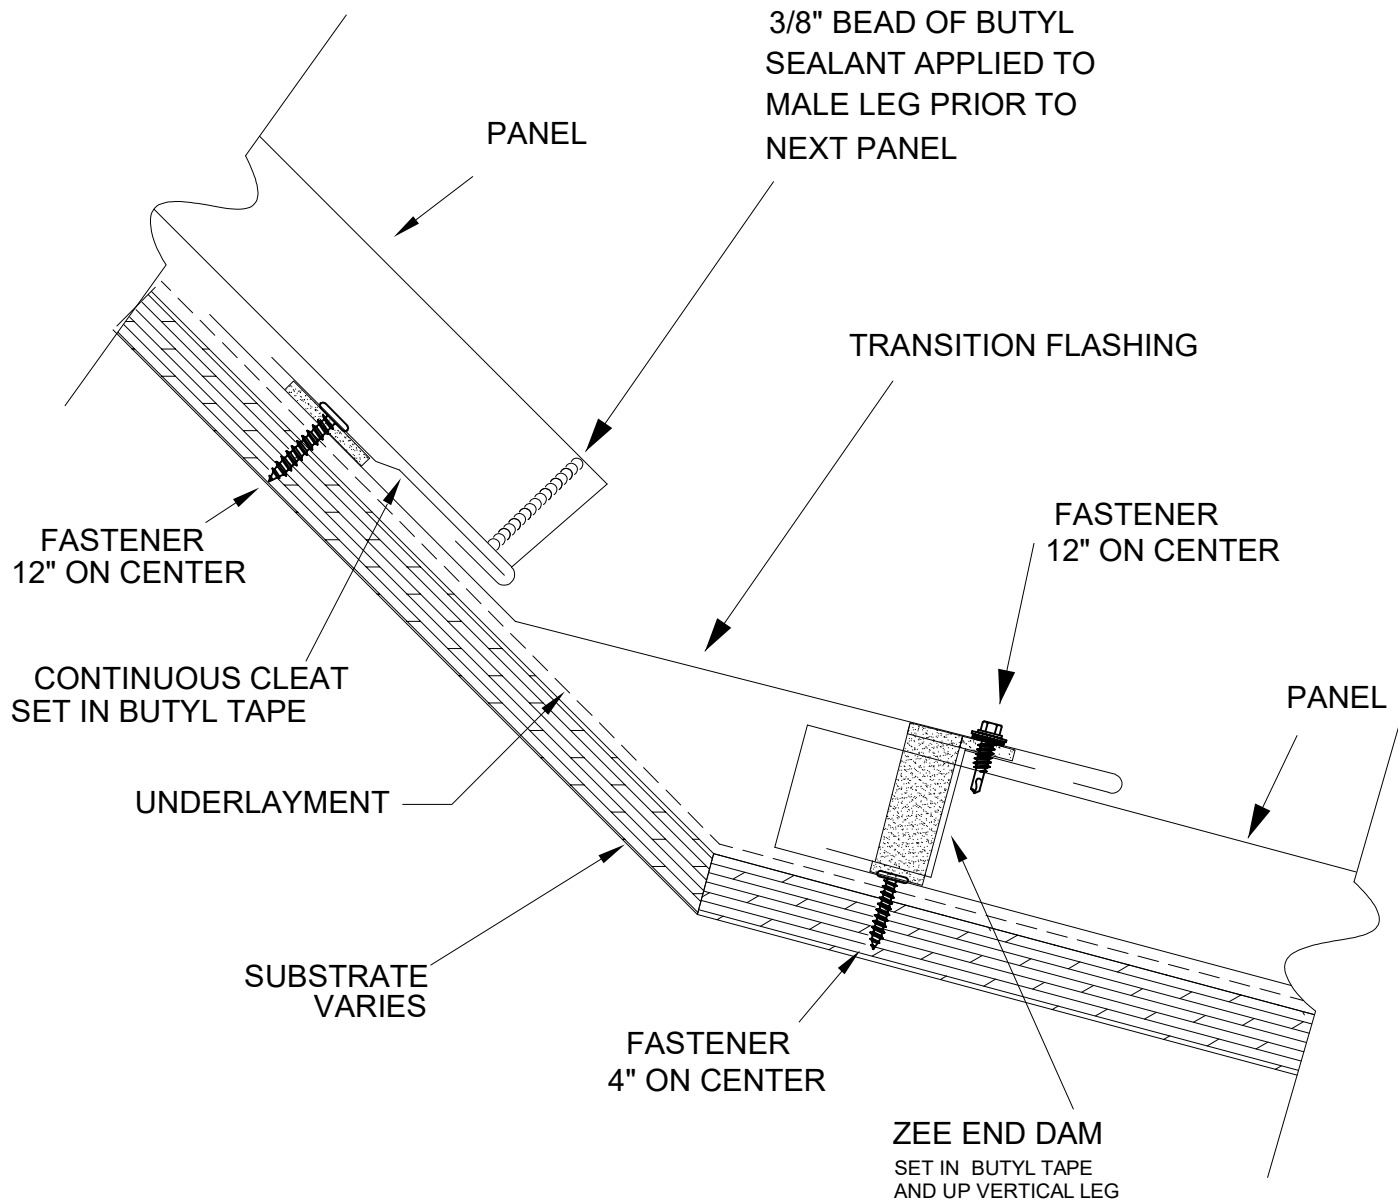 3/8" BEAD OF BUTYL
SEALANT APPLIED TO
MALE LEG PRIOR TO
NEXT PANEL
PANEL
TRANSITION FLASHING
FASTENER
12" ON CENTER
FASTENER
12" ON CENTER
CONTINUOUS CLEAT
SET IN BUTYL TAPE
PANEL
UNDERLAYMENT
SUBSTRATE
VARIES
FASTENER
4" ON CENTER
ZEE END DAM
SET IN BUTYL TAPE
AND UP VERTICAL LEG